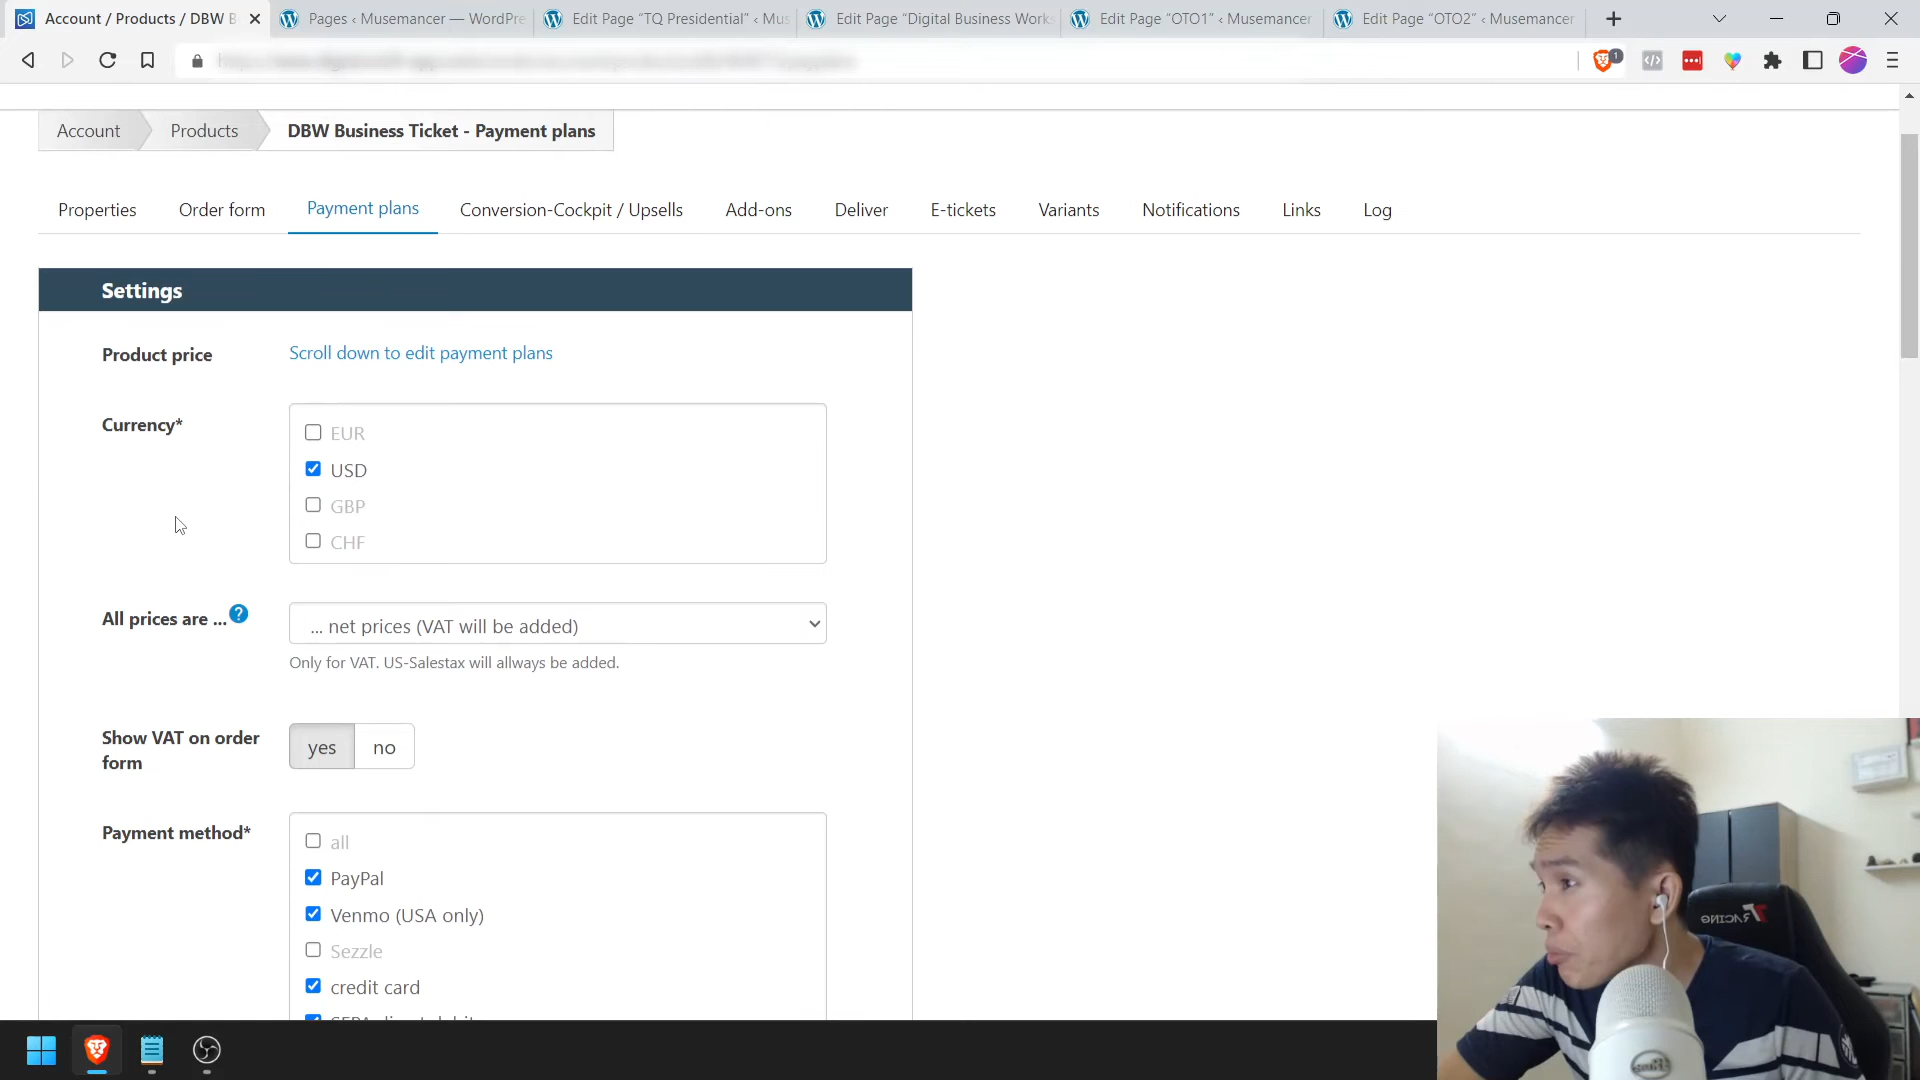 Account / Products / DBW B
Pages ‹ Musemancer — WordPre
Edit Page “TQ Presidential” ‹ Mus
Edit Page “Digital Business Works
Edit Page “OTO1” ‹ Musemancer
Edit Page “OTO2” ‹ Musemancer
1
Account
Products
DBW Business Ticket - Payment plans
Properties
Order form
Payment plans
Conversion-Cockpit / Upsells
Add-ons
Deliver
E-tickets
Variants
Notifications
Links
Log
Settings
Product price
Scroll down to edit payment plans
Currency*
EUR
USD
GBP
CHF
All prices are ...
?
... net prices (VAT will be added)
Only for VAT. US-Salestax will allways be added.
Show VAT on order
form
yes
no
Payment method*
all
PayPal
Venmo (USA only)
Sezzle
credit card